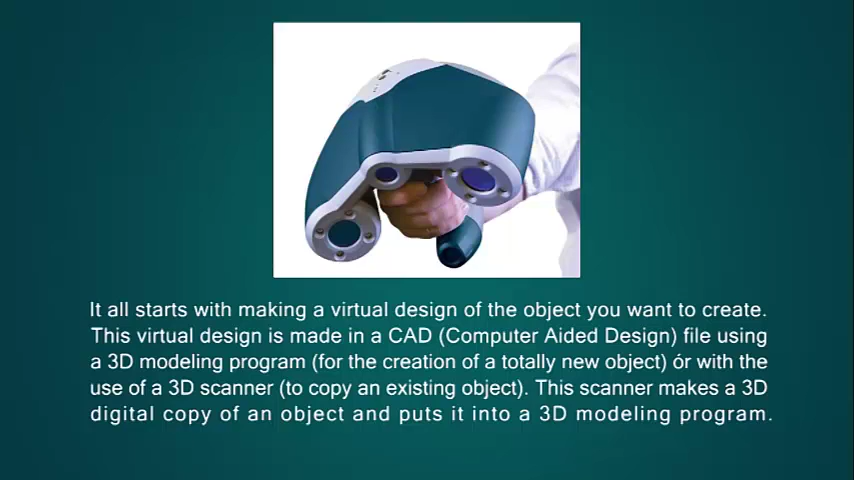 It all starts with making a virtual design of the object you want to create.
This virtual design is made in a CAD (Computer Aided Design) file using
a 3D modeling program (for the creation of a totally new object) ór with the
use of a 3D scanner (to copy an existing object). This scanner makes a 3D
digital copy of an object and puts it into a 3D modeling program.